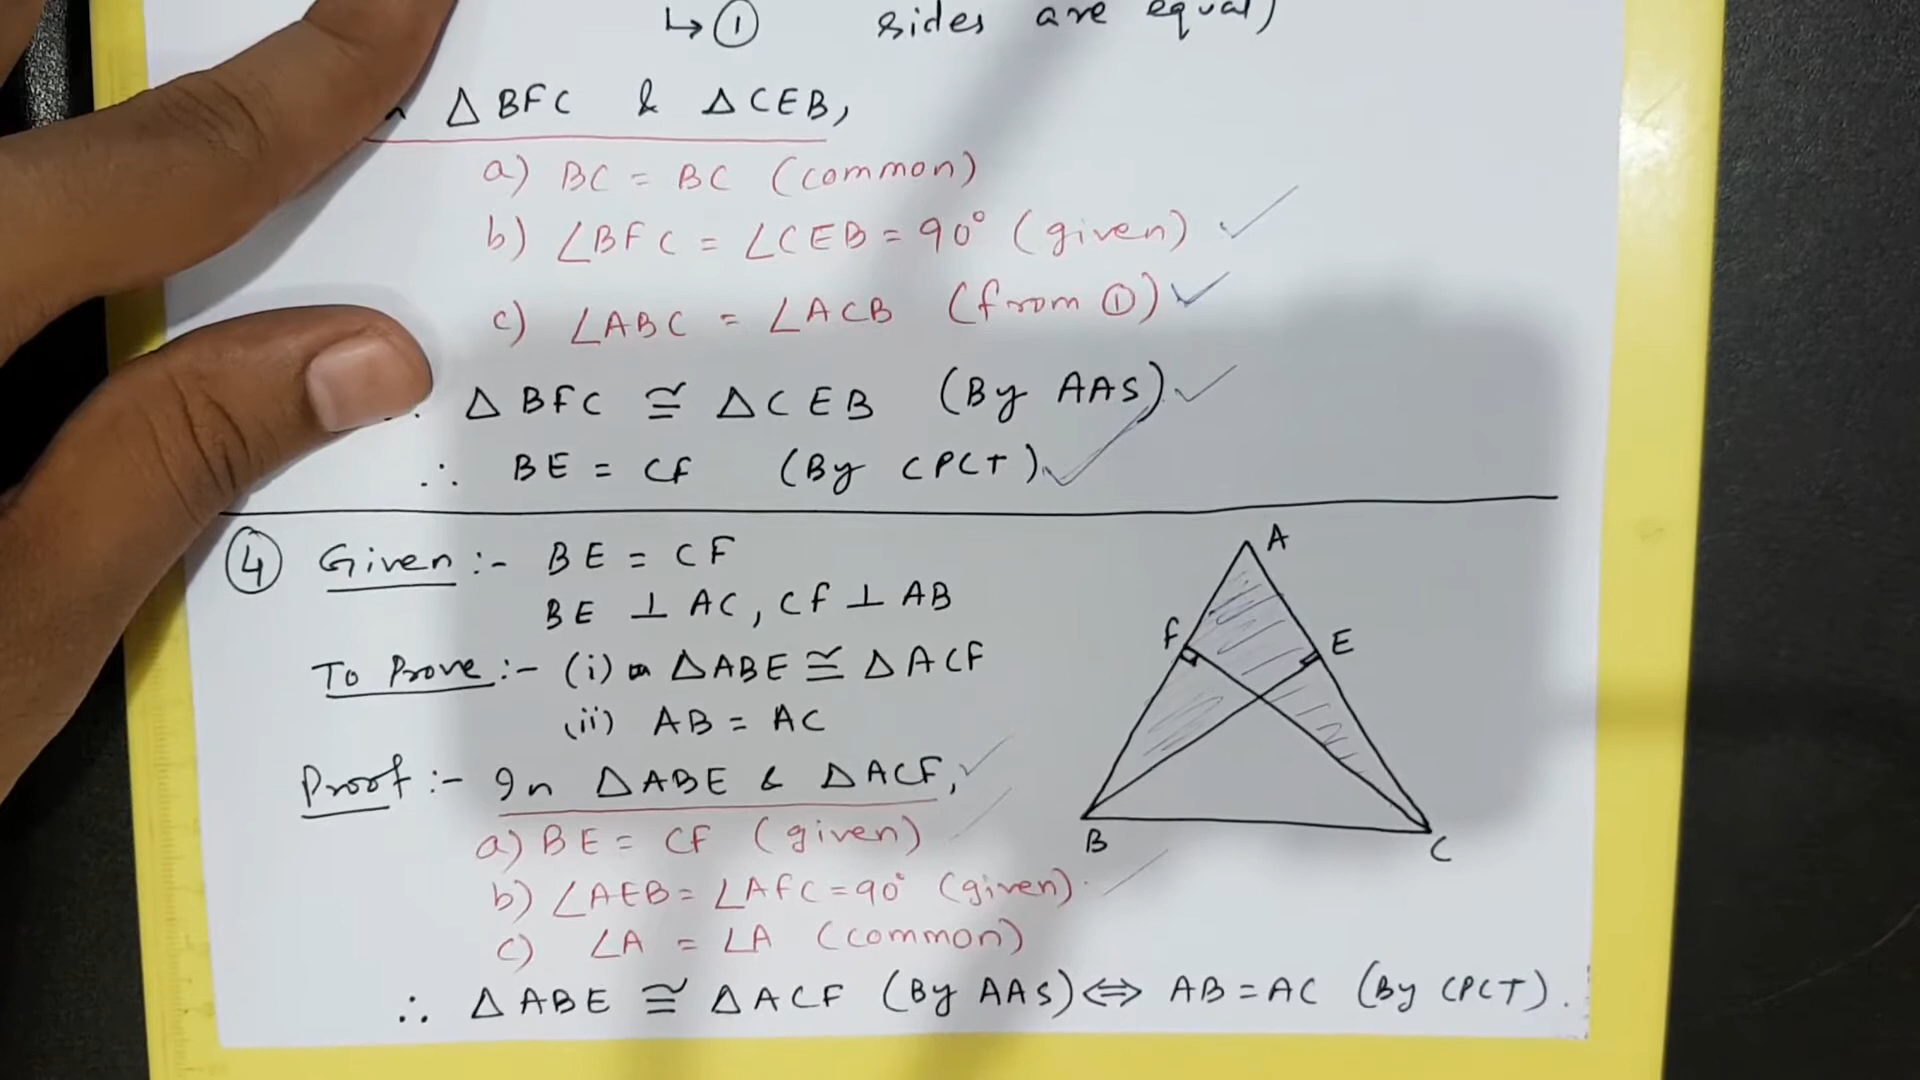 ↳ ① sides are equal)
△BFC & △CEB,
a) BC = BC (common)
b) ∠BFC = ∠CEB = 90° (given)
c) ∠ABC = ∠ACB (from ①)
∴ △BFC ≅ △CEB (By AAS)
∴ BE = CF (By CPCT)
④ Given :- BE = CF
BE ⊥ AC, CF ⊥ AB
To Prove :- (i) △ABE ≅ △ACF
(ii) AB = AC
Proof :- In △ABE & △ACF,
a) BE = CF (given)
b) ∠AEB = ∠AFC = 90° (given)
c) ∠A = ∠A (common)
∴ △ABE ≅ △ACF (By AAS) ⇔ AB = AC (By CPCT).
A
F
E
B
C